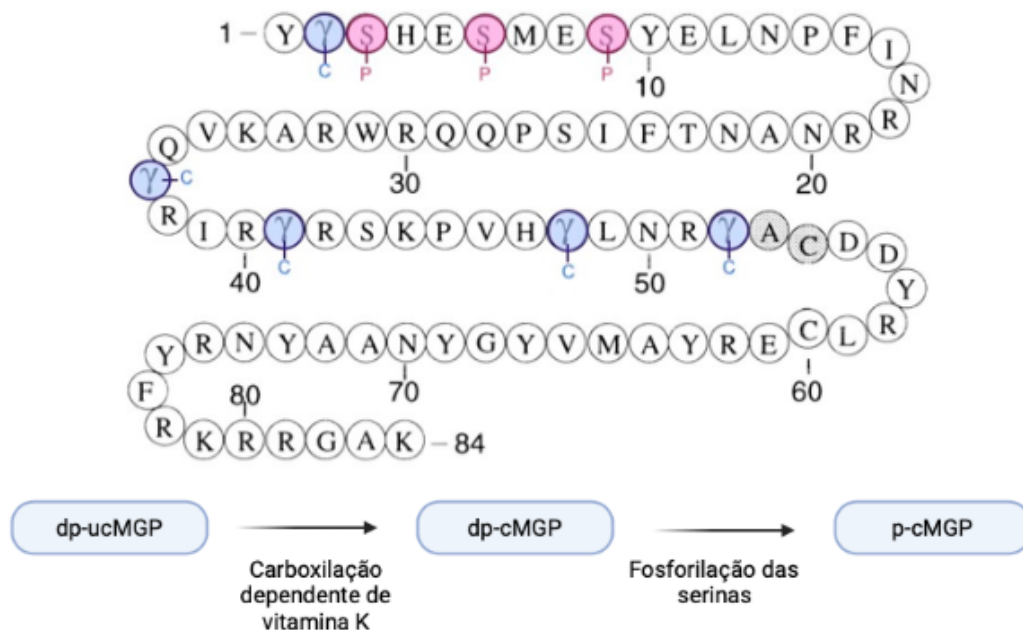 1 – Y γ S H E S M E S Y E L N P F I
C P P P
10
N
Q V K A R W R Q Q P S I F T N A N R R
30 20
γ C
R I R γ R S K P V H γ L N R γ A C D D
C C C
40 50
Y
Y R N Y A A N Y G Y V M A Y R E C L R
80 70 60
F
R K R R G A K – 84
dp-ucMGP
dp-cMGP
p-cMGP
Carboxilação
dependente de
vitamina K
Fosforilação das
serinas